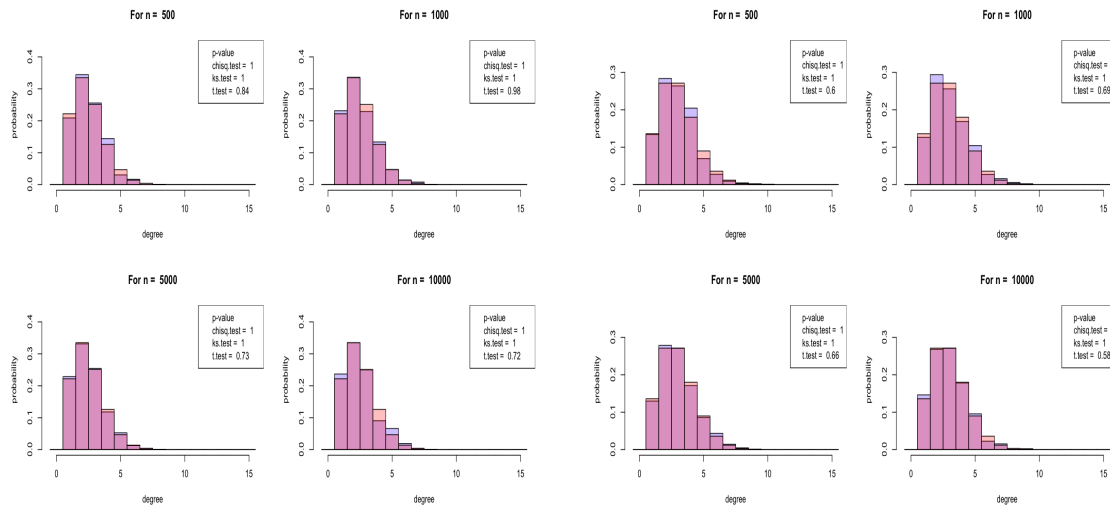 For n = 500
p-value
chisq.test = 1
ks.test = 1
t.test = 0.84
probability
0.0 0.1 0.2 0.3 0.4
0 5 10 15
degree
For n = 1000
p-value
chisq.test = 1
ks.test = 1
t.test = 0.98
probability
0.0 0.1 0.2 0.3 0.4
0 5 10 15
degree
For n = 500
p-value
chisq.test = 1
ks.test = 1
t.test = 0.6
probability
0.0 0.1 0.2 0.3
0 5 10 15
degree
For n = 1000
p-value
chisq.test =
ks.test = 1
t.test = 0.69
probability
0.0 0.1 0.2 0.3
0 5 10 15
degree
For n = 5000
p-value
chisq.test = 1
ks.test = 1
t.test = 0.73
probability
0.0 0.1 0.2 0.3 0.4
0 5 10 15
degree
For n = 10000
p-value
chisq.test = 1
ks.test = 1
t.test = 0.72
probability
0.0 0.1 0.2 0.3 0.4
0 5 10 15
degree
For n = 5000
p-value
chisq.test = 1
ks.test = 1
t.test = 0.66
probability
0.0 0.1 0.2 0.3
0 5 10 15
degree
For n = 10000
p-value
chisq.test =
ks.test = 1
t.test = 0.58
probability
0.0 0.1 0.2 0.3
0 5 10 15
degree